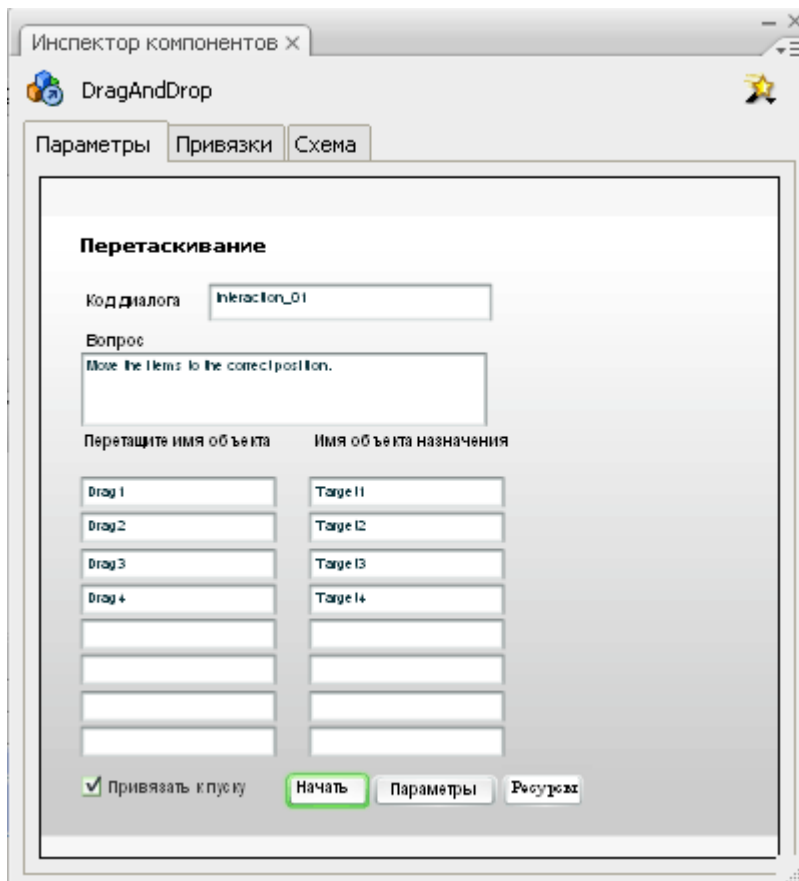 Инспектор компонентов
DragAndDrop
Параметры Привязки Схема
Перетаскивание
Код диалога Interaction_01
Вопрос
Move the items to the correct position.
Перетащите имя объекта Имя объекта назначения
Drag1 Target1
Drag2 Target2
Drag3 Target3
Drag4 Target4
Привязать к пуску Начать Параметры Ресурсы